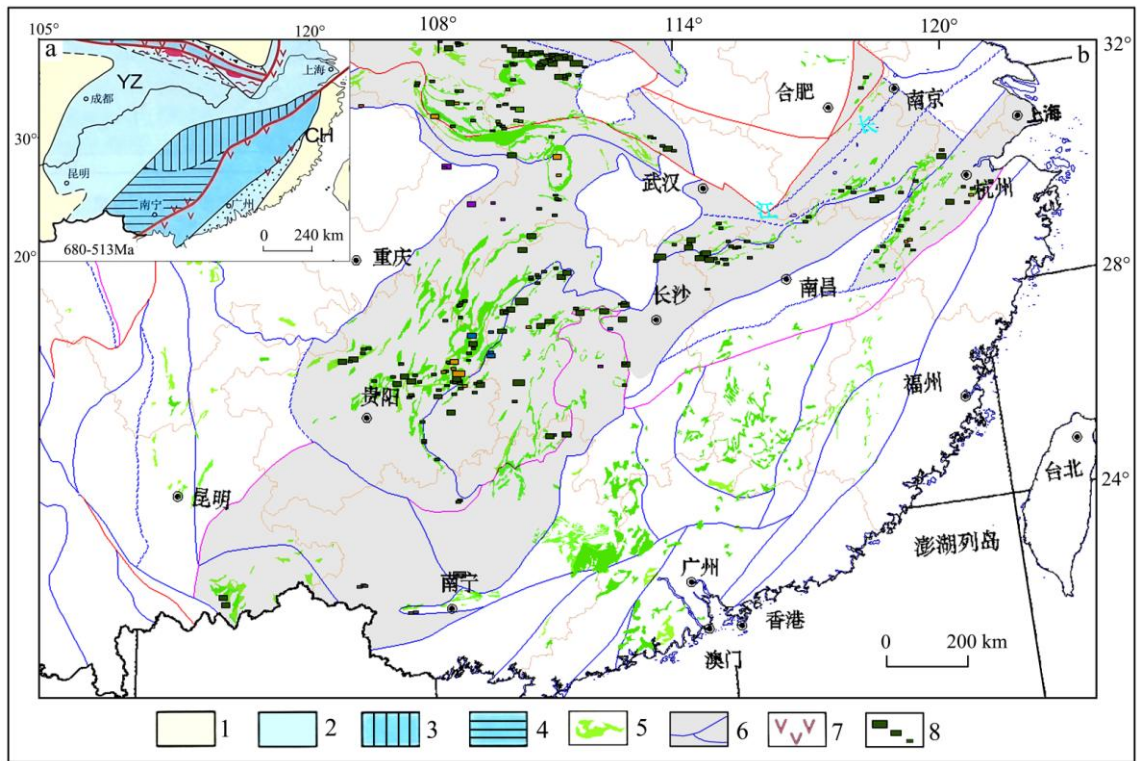 105°
120°
108°
114°
120°
32°
a
b
YZ
上海
成都
30°
CH
昆明
南宁
广州
0 240 km
680-513Ma
20°
合肥
南京
上海
武汉
江
长
杭州
重庆
长沙
南昌
28°
贵阳
福州
昆明
台北
24°
澎湖列岛
南宁
广州
香港
澳门
0 200 km
108°
1 2 3 4 5 6 7 8